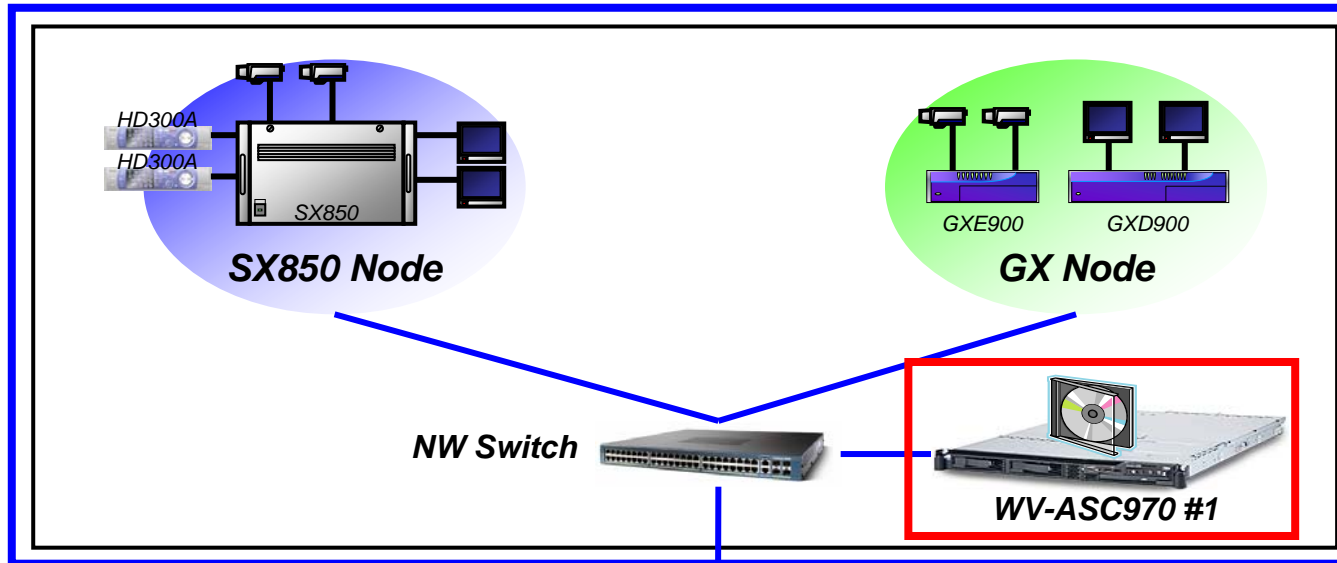 HD300A
HD300A
SX850
SX850 Node
GXE900
GXD900
GX Node
NW Switch
WV-ASC970 #1